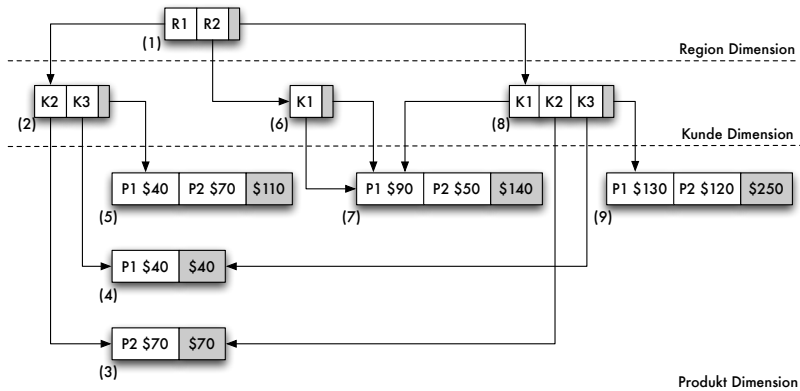 R1 R2
(1)
Region Dimension
K2 K3
(2)
K1
(6)
K1 K2 K3
(8)
Kunde Dimension
P1 $40 P2 $70 $110
(5)
P1 $90 P2 $50 $140
(7)
P1 $130 P2 $120 $250
(9)
P1 $40 $40
(4)
P2 $70 $70
(3)
Produkt Dimension